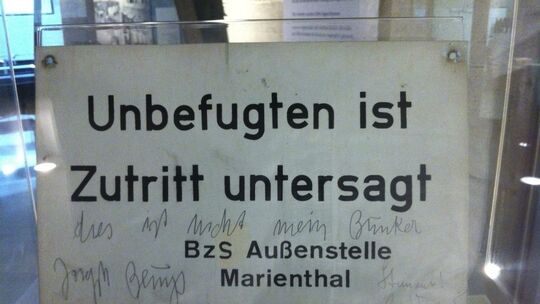 Unbefugten ist
Zutritt untersagt
dies ist nicht mein Bunker
BzS Außenstelle
Marienthal
Joseph Beuys